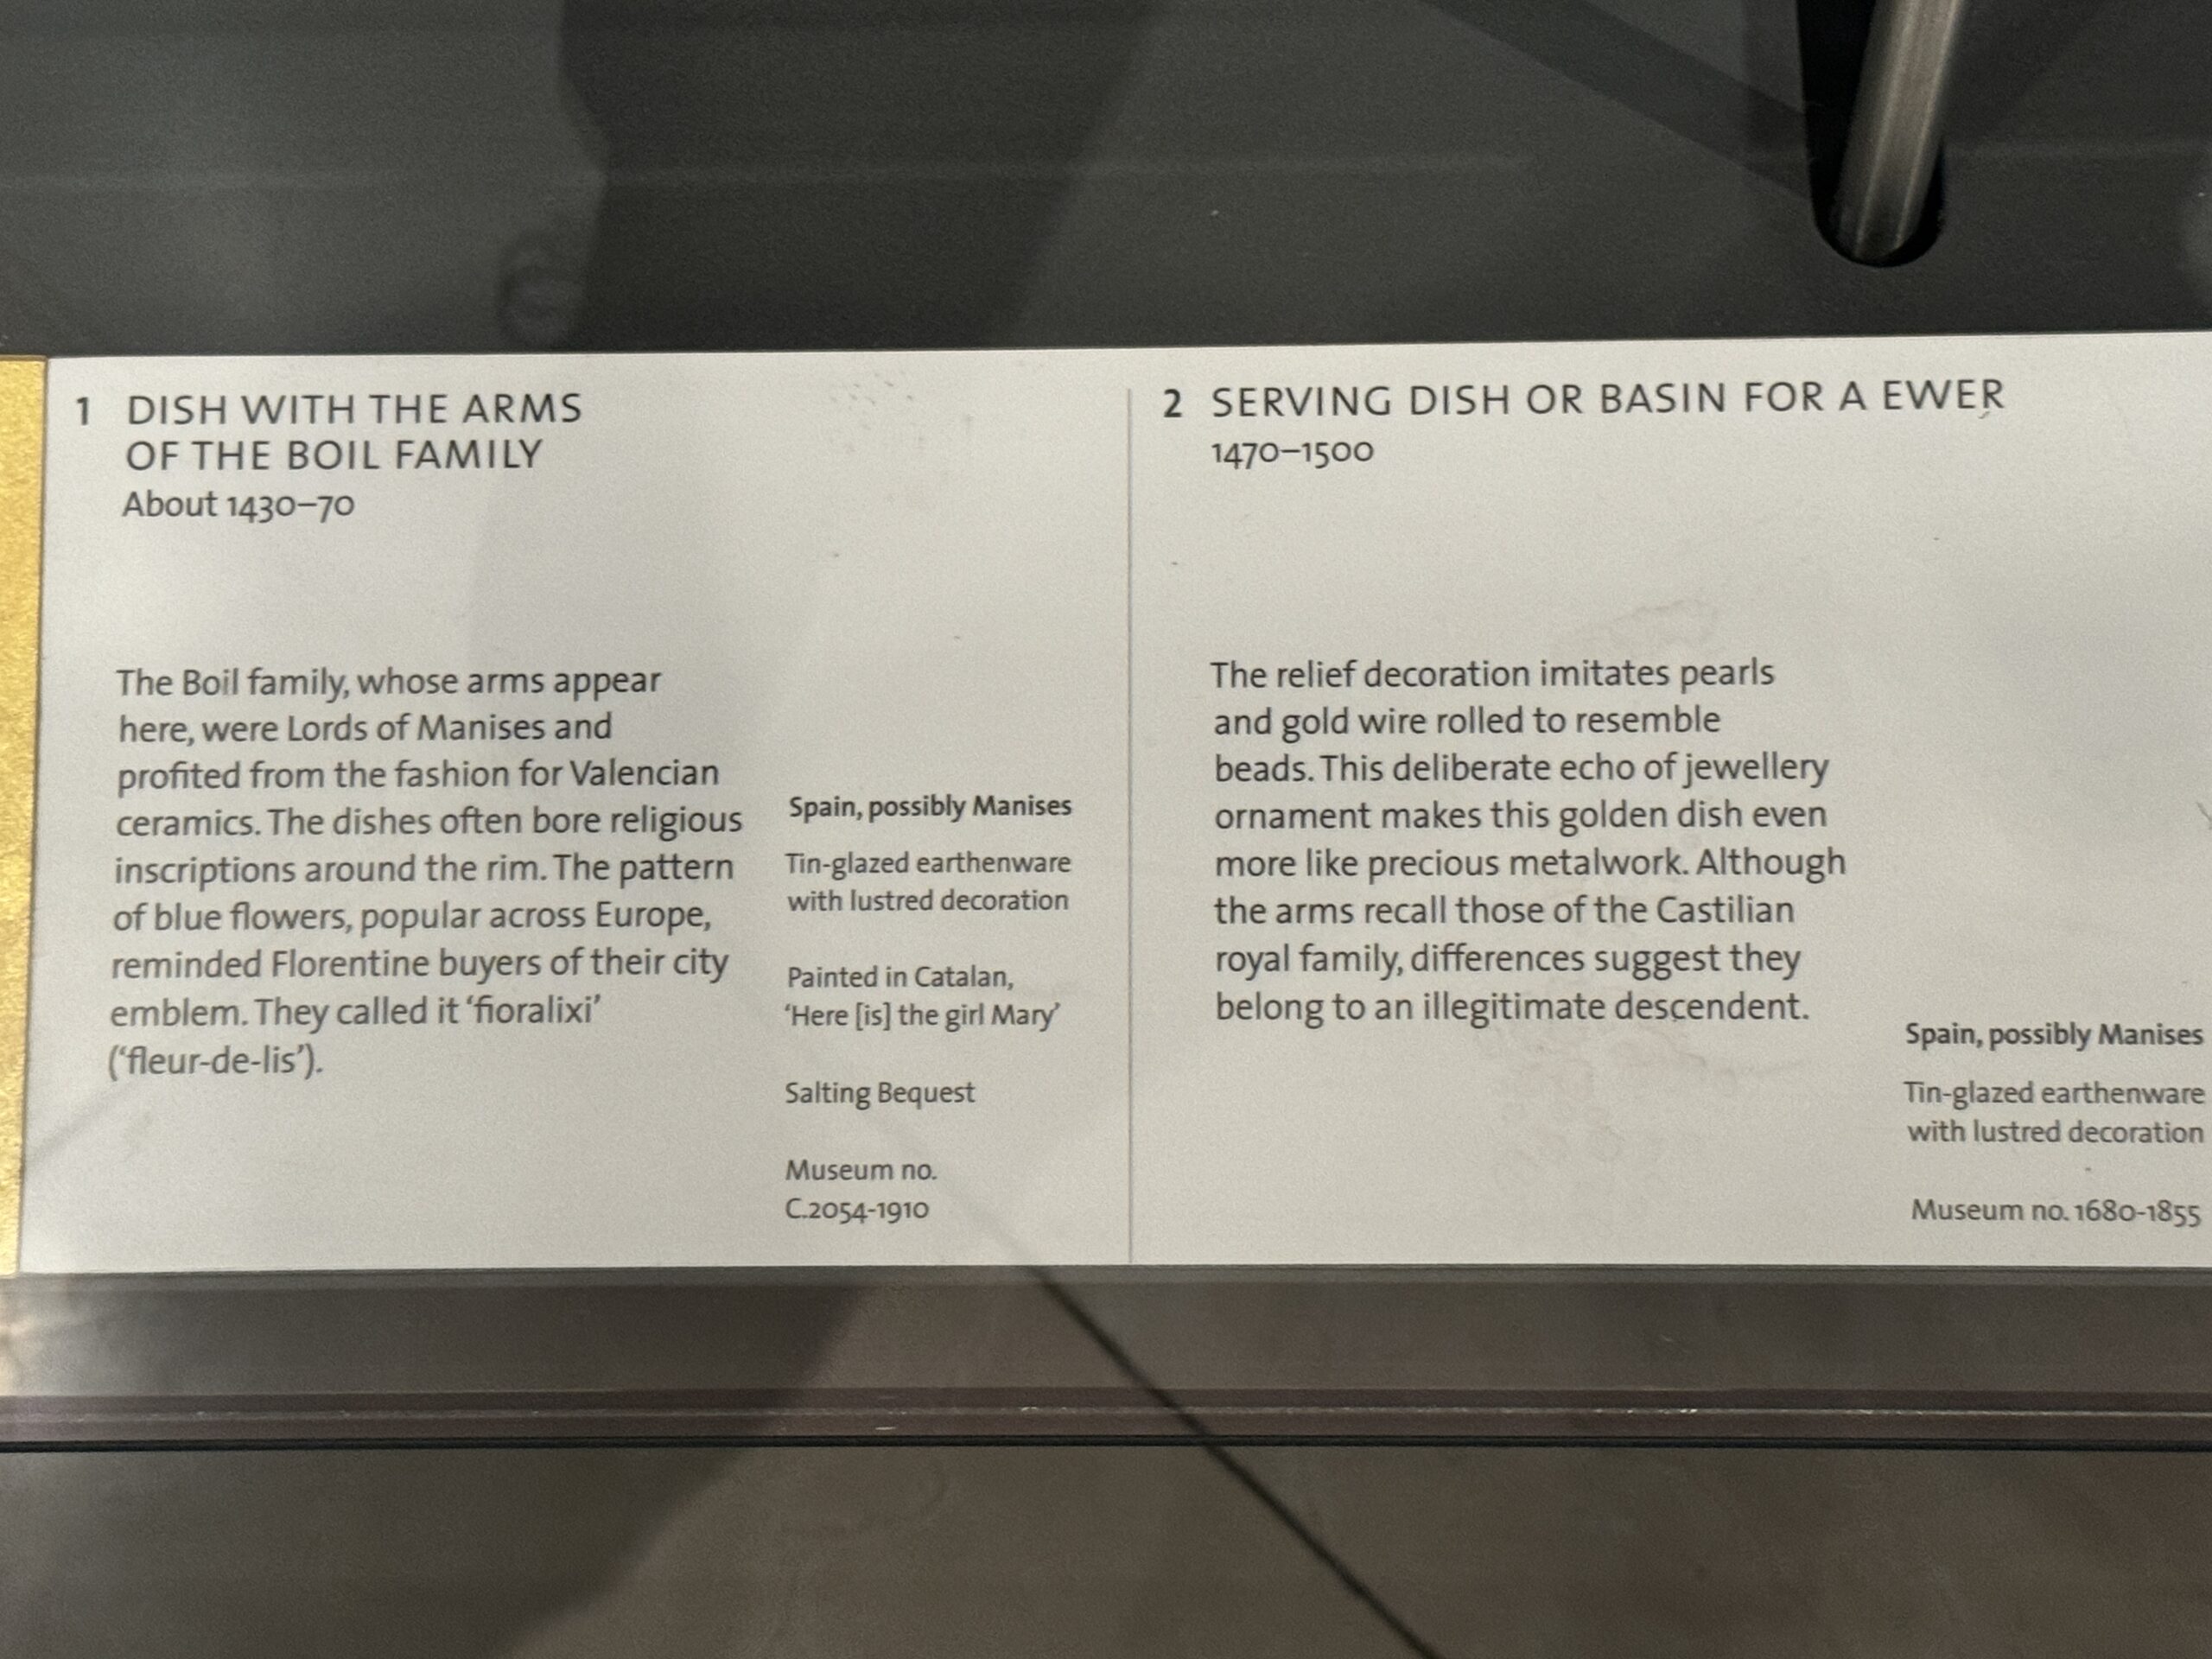 1 DISH WITH THE ARMS
OF THE BOIL FAMILY
About 1430–70
The Boil family, whose arms appear
here, were Lords of Manises and
profited from the fashion for Valencian
ceramics. The dishes often bore religious
inscriptions around the rim. The pattern
of blue flowers, popular across Europe,
reminded Florentine buyers of their city
emblem. They called it ‘fioralixi’
(‘fleur-de-lis’).
Spain, possibly Manises
Tin-glazed earthenware
with lustred decoration
Painted in Catalan,
‘Here [is] the girl Mary’
Salting Bequest
Museum no.
C.2054-1910
2 SERVING DISH OR BASIN FOR A EWER
1470–1500
The relief decoration imitates pearls
and gold wire rolled to resemble
beads. This deliberate echo of jewellery
ornament makes this golden dish even
more like precious metalwork. Although
the arms recall those of the Castilian
royal family, differences suggest they
belong to an illegitimate descendent.
Spain, possibly Manises
Tin-glazed earthenware
with lustred decoration
Museum no. 1680-1855